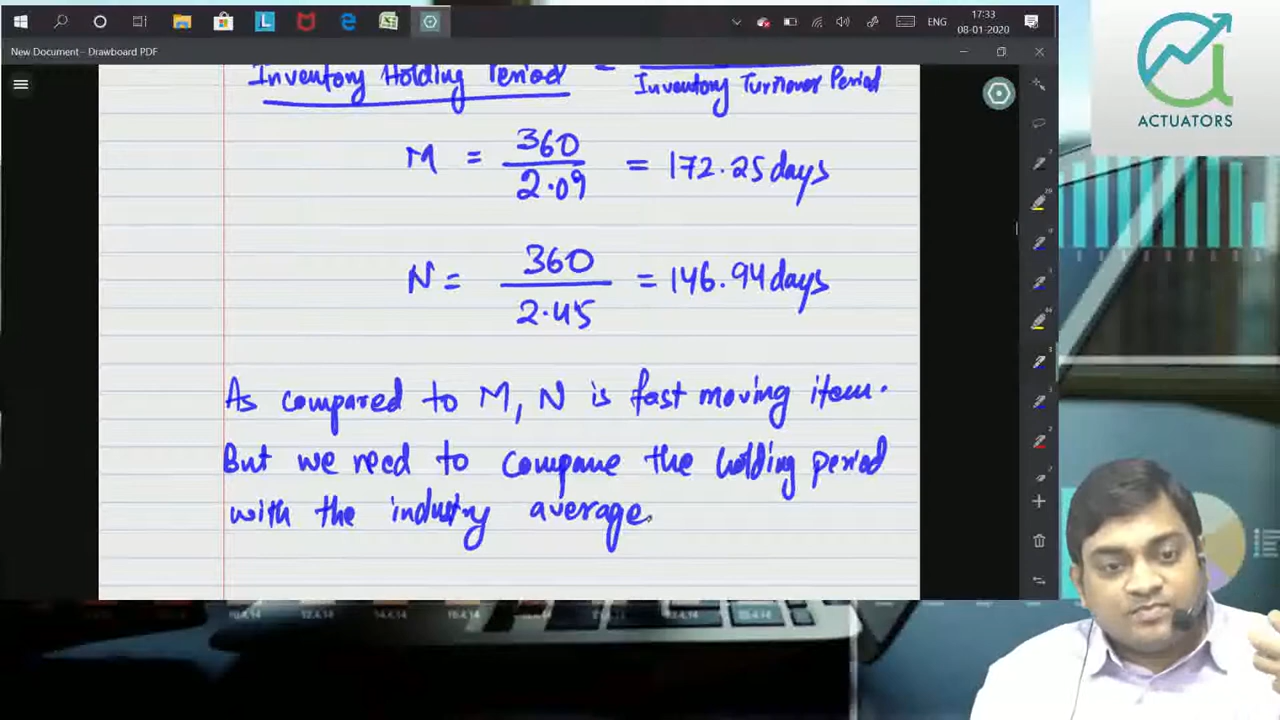 17:33
ENG
08-01-2020
New Document - Drawboard PDF
Inventory Holding Period =
Inventory Turnover Period
M = 360 / 2.09 = 172.25 days
N = 360 / 2.45 = 146.94 days
As compared to M, N is fast moving item.
But we need to compare the holding period
with the industry average.
ACTUATORS